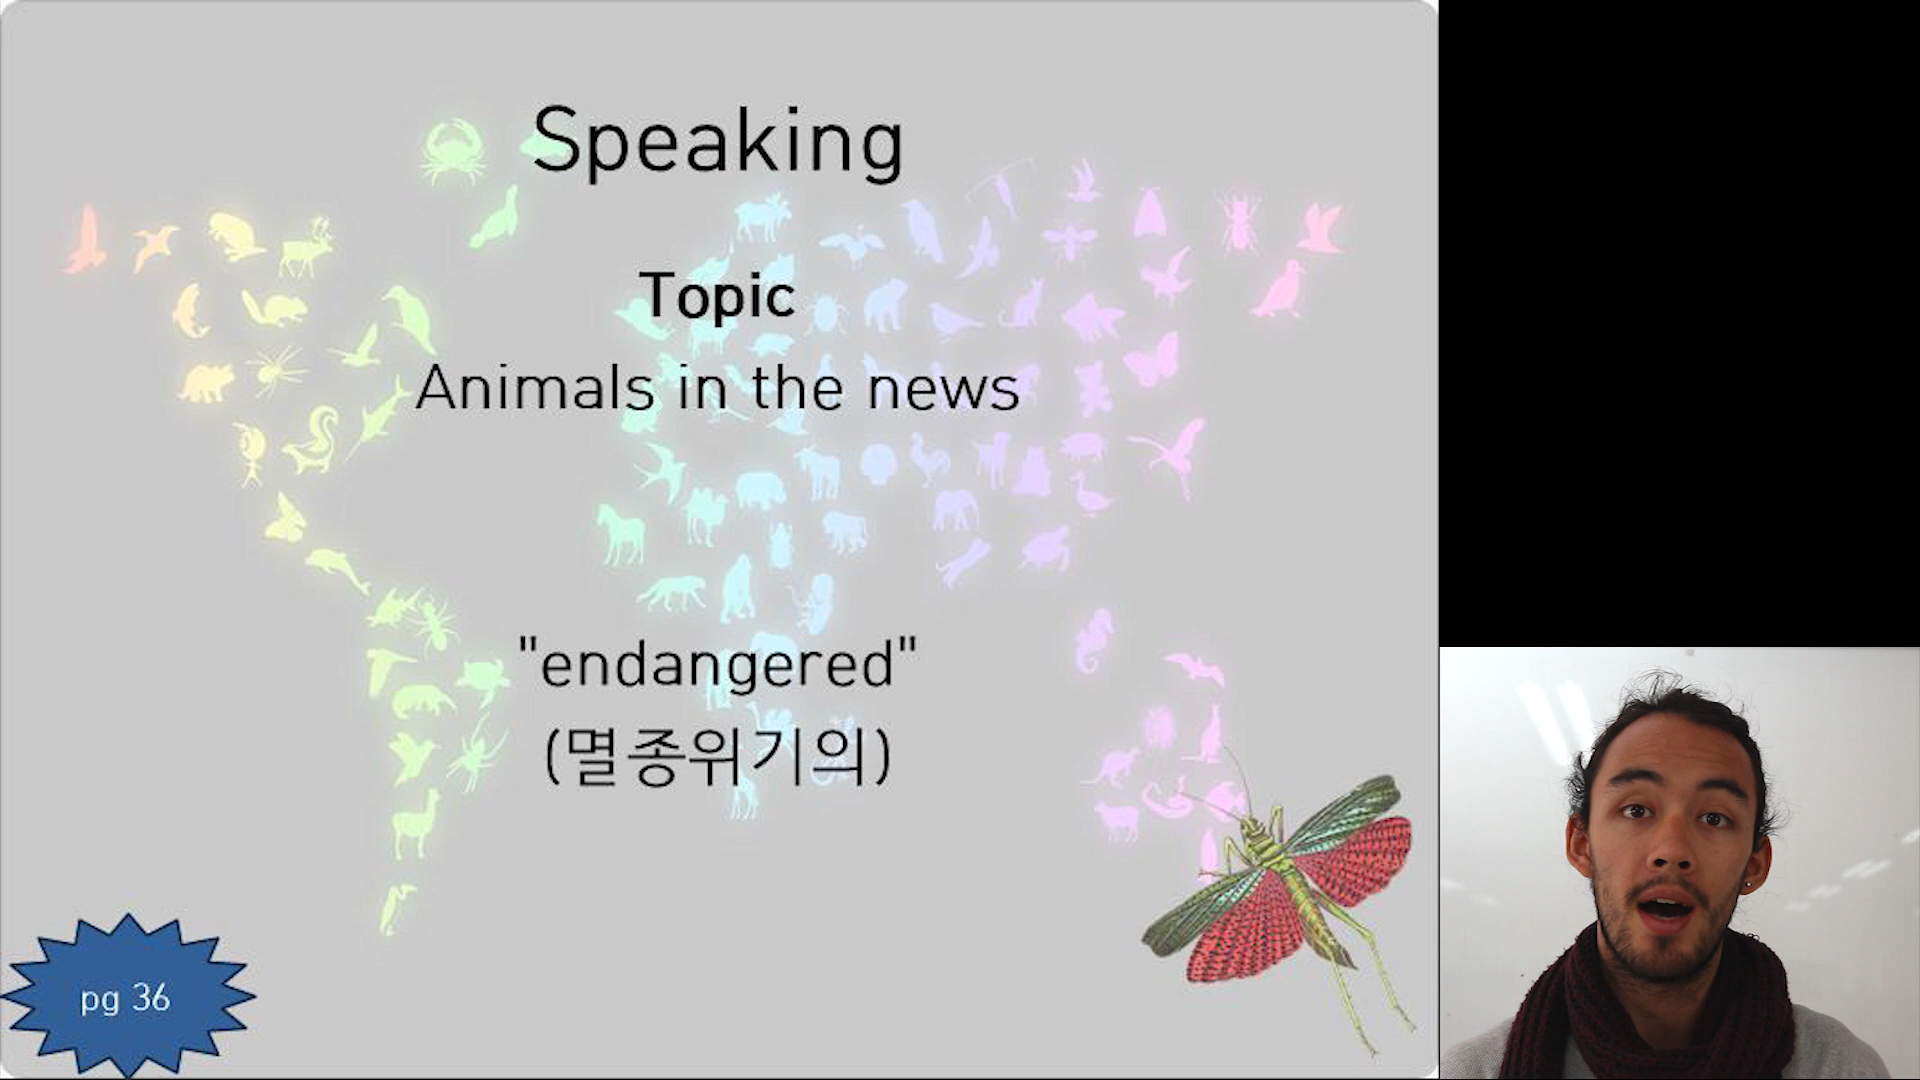 Speaking
Topic
Animals in the news
"endangered"
(멸종위기의)
pg 36